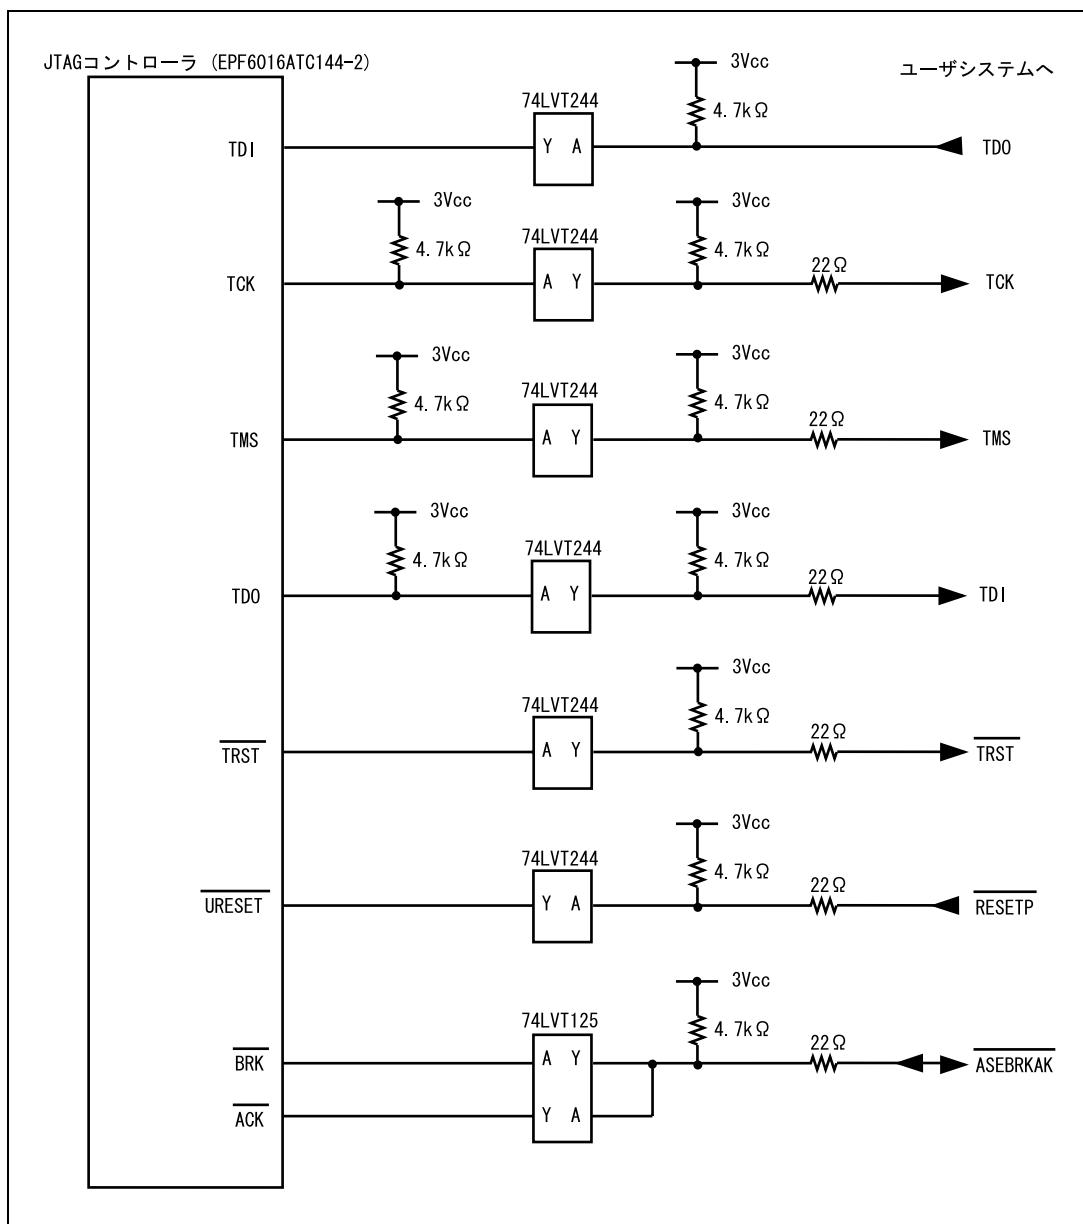 JTAGコントローラ (EPF6016ATC144-2)
ユーザシステムへ
3Vcc
4.7kΩ
74LVT244
TDI
Y A
TDO
3Vcc
4.7kΩ
74LVT244
3Vcc
4.7kΩ
22Ω
TCK
A Y
TCK
3Vcc
4.7kΩ
74LVT244
3Vcc
4.7kΩ
22Ω
TMS
A Y
TMS
3Vcc
4.7kΩ
74LVT244
3Vcc
4.7kΩ
22Ω
TDO
A Y
TDI
74LVT244
3Vcc
4.7kΩ
22Ω
TRST
A Y
TRST
74LVT244
3Vcc
4.7kΩ
22Ω
URESET
Y A
RESETP
74LVT125
3Vcc
4.7kΩ
22Ω
BRK
A Y
ASEBRKAK
ACK
Y A